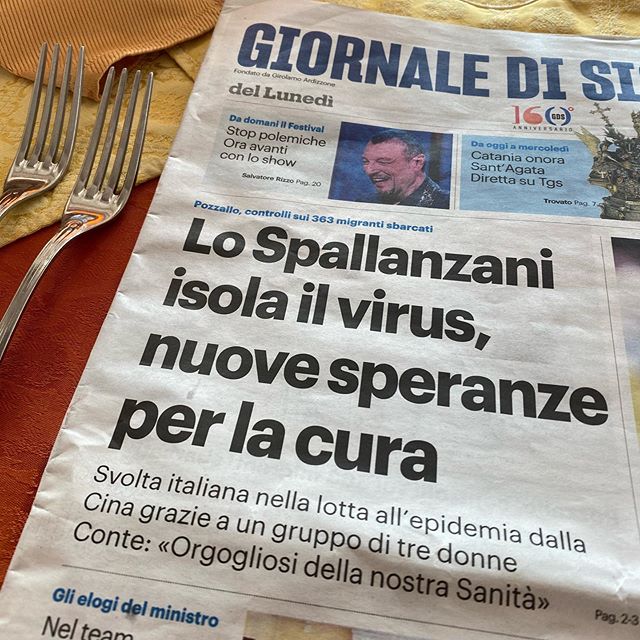 GIORNALE DI SI
Fondato da Girolamo Ardizzone
del Lunedì
160°
GDS
ANNIVERSARIO
Da domani il Festival
Stop polemiche
Ora avanti
con lo show
Salvatore Rizzo Pag. 20
Da oggi a mercoledì
Catania onora
Sant'Agata
Diretta su Tgs
Trovato Pag. 7
Pozzallo, controlli sui 363 migranti sbarcati
Lo Spallanzani
isola il virus,
nuove speranze
per la cura
Svolta italiana nella lotta all'epidemia dalla
Cina grazie a un gruppo di tre donne
Conte: «Orgogliosi della nostra Sanità»
Pag. 2-3
Gli elogi del ministro
Nel team